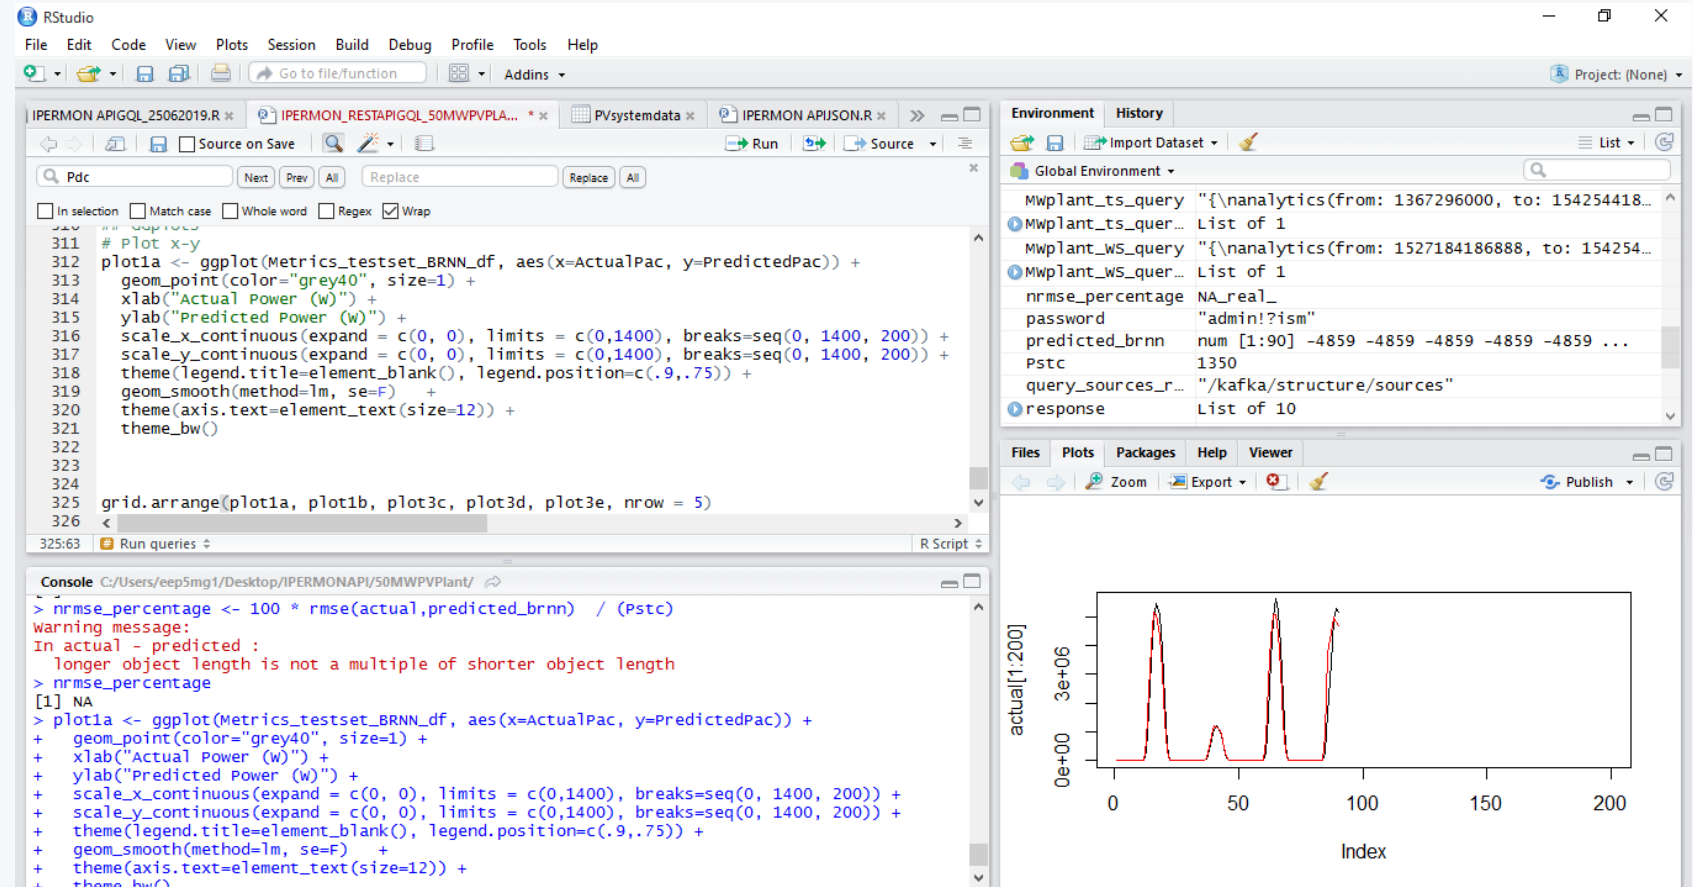 RStudio
File Edit Code View Plots Session Build Debug Profile Tools Help
Go to file/function Addins Project: (None)
IPERMON APIGQL_25062019.R IPERMON_RESTAPIGQL_50MWPVPLA... * PVsystemdata IPERMON APIJSON.R
Source on Save Run Source
Pdc Next Prev All Replace Replace All
In selection Match case Whole word Regex Wrap
310 ## Ggplots
311 # Plot x-y
312 plot1a <- ggplot(Metrics_testset_BRNN_df, aes(x=ActualPac, y=PredictedPac)) +
313 geom_point(color="grey40", size=1) +
314 xlab("Actual Power (W)") +
315 ylab("Predicted Power (W)") +
316 scale_x_continuous(expand = c(0, 0), limits = c(0,1400), breaks=seq(0, 1400, 200)) +
317 scale_y_continuous(expand = c(0, 0), limits = c(0,1400), breaks=seq(0, 1400, 200)) +
318 theme(legend.title=element_blank(), legend.position=c(.9,.75)) +
319 geom_smooth(method=lm, se=F) +
320 theme(axis.text=element_text(size=12)) +
321 theme_bw()
322
323
324
325 grid.arrange(plot1a, plot1b, plot3c, plot3d, plot3e, nrow = 5)
326
325:63 Run queries R Script
Console C:/Users/eep5mg1/Desktop/IPERMONAPI/50MWPVPlant/
> nrmse_percentage <- 100 * rmse(actual,predicted_brnn) / (Pstc)
Warning message:
In actual - predicted :
longer object length is not a multiple of shorter object length
> nrmse_percentage
[1] NA
> plot1a <- ggplot(Metrics_testset_BRNN_df, aes(x=ActualPac, y=PredictedPac)) +
+ geom_point(color="grey40", size=1) +
+ xlab("Actual Power (W)") +
+ ylab("Predicted Power (W)") +
+ scale_x_continuous(expand = c(0, 0), limits = c(0,1400), breaks=seq(0, 1400, 200)) +
+ scale_y_continuous(expand = c(0, 0), limits = c(0,1400), breaks=seq(0, 1400, 200)) +
+ theme(legend.title=element_blank(), legend.position=c(.9,.75)) +
+ geom_smooth(method=lm, se=F) +
+ theme(axis.text=element_text(size=12)) +
+ theme_bw()
Environment History
Import Dataset List
Global Environment
MWplant_ts_query "{\nanalytics(from: 1367296000, to: 154254418...
MWplant_ts_quer... List of 1
MWplant_WS_query "{\nanalytics(from: 1527184186888, to: 154254...
MWplant_WS_quer... List of 1
nrmse_percentage NA_real_
password "admin!?ism"
predicted_brnn num [1:90] -4859 -4859 -4859 -4859 -4859 ...
Pstc 1350
query_sources_r... "/kafka/structure/sources"
response List of 10
Files Plots Packages Help Viewer
Zoom Export Publish
actual[1:200]
3e+06
0e+00
0 50 100 150 200
Index